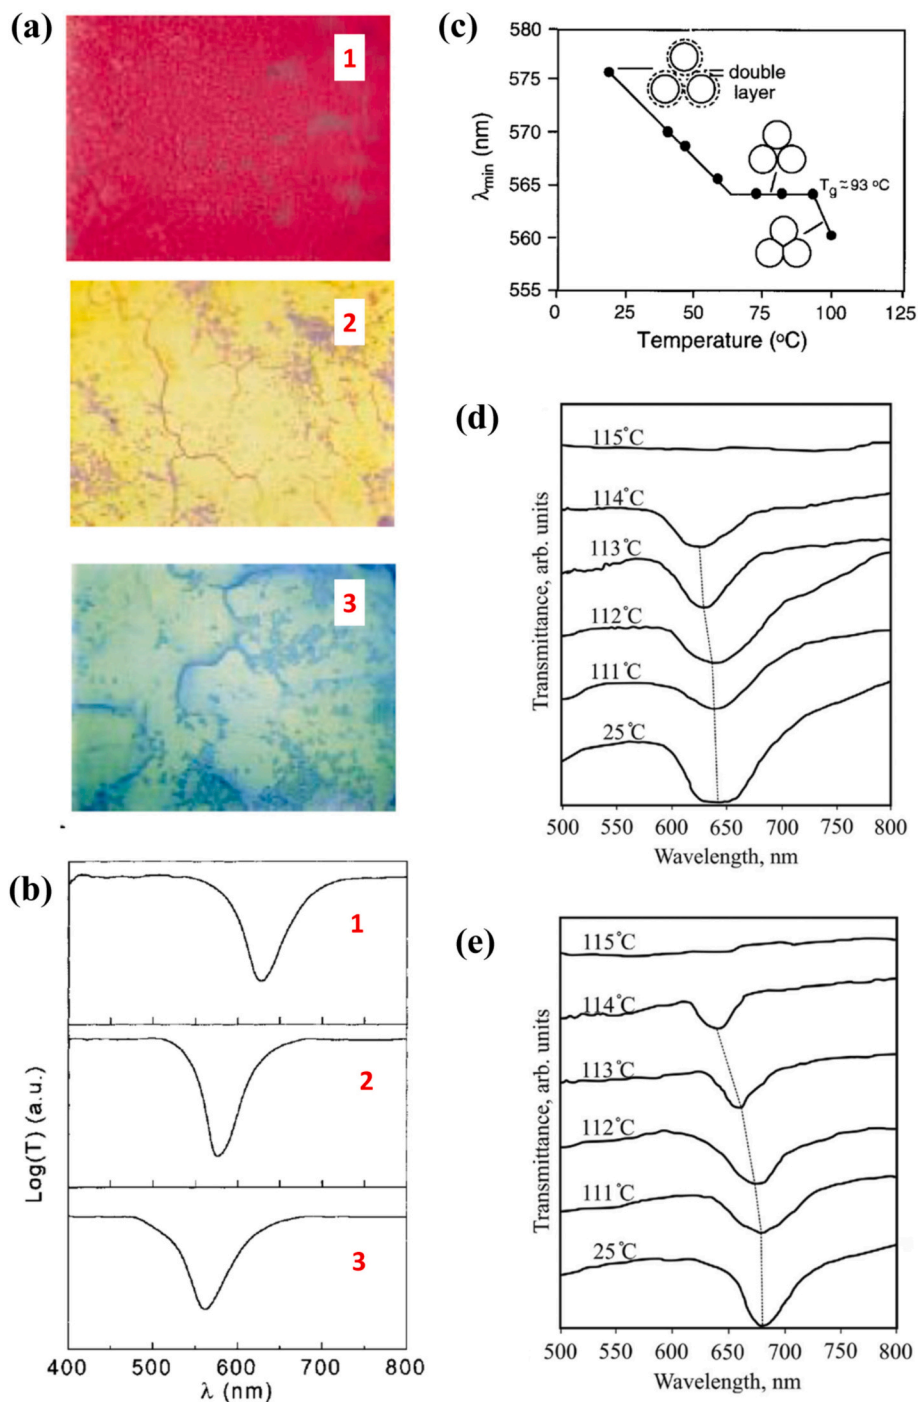 (a)
1
2
3
(b)
1
2
3
Log(T) (a.u.)
400 500 600 700 800
λ (nm)
(c)
580
575
570
565
560
555
λmin (nm)
double
layer
Tg ≈ 93 °C
0 25 50 75 100 125
Temperature (°C)
(d)
115°C
114°C
113°C
112°C
111°C
25°C
Transmittance, arb. units
500 550 600 650 700 750 800
Wavelength, nm
(e)
115°C
114°C
113°C
112°C
111°C
25°C
Transmittance, arb. units
500 550 600 650 700 750 800
Wavelength, nm